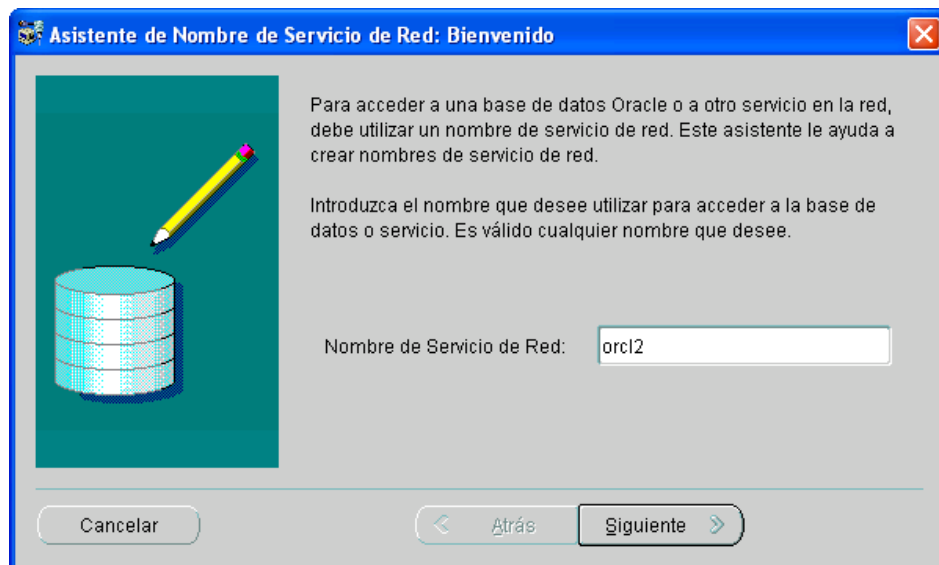 Asistente de Nombre de Servicio de Red: Bienvenido
Para acceder a una base de datos Oracle o a otro servicio en la red,
debe utilizar un nombre de servicio de red. Este asistente le ayuda a
crear nombres de servicio de red.
Introduzca el nombre que desee utilizar para acceder a la base de
datos o servicio. Es válido cualquier nombre que desee.
Nombre de Servicio de Red: orcl2
Cancelar Atrás Siguiente